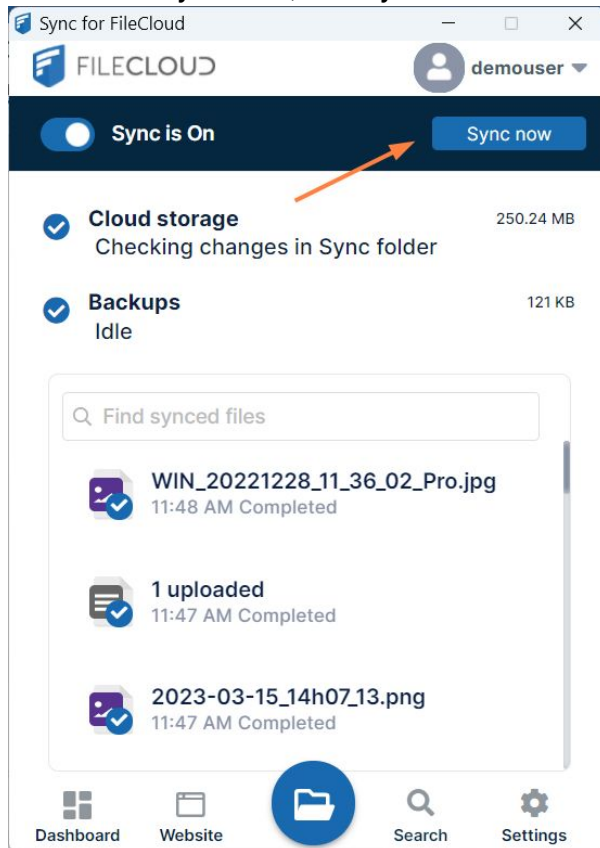 Sync for FileCloud
FILECLOUD
demouser
Sync is On
Sync now
Cloud storage
250.24 MB
Checking changes in Sync folder
Backups
121 KB
Idle
Find synced files
WIN_20221228_11_36_02_Pro.jpg
11:48 AM Completed
1 uploaded
11:47 AM Completed
2023-03-15_14h07_13.png
11:47 AM Completed
Dashboard
Website
Search
Settings